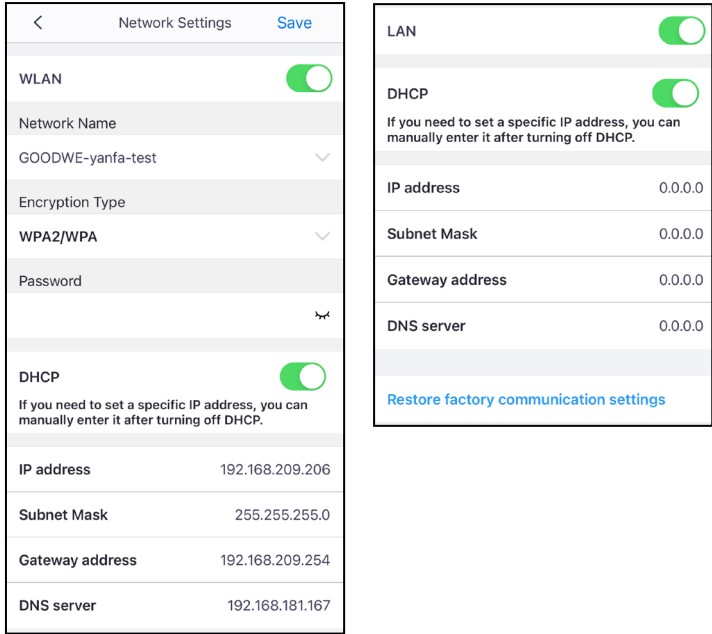 Network Settings Save
WLAN
Network Name
GOODWE-yanfa-test
Encryption Type
WPA2/WPA
Password
DHCP
If you need to set a specific IP address, you can
manually enter it after turning off DHCP.
IP address 192.168.209.206
Subnet Mask 255.255.255.0
Gateway address 192.168.209.254
DNS server 192.168.181.167
LAN
DHCP
If you need to set a specific IP address, you can
manually enter it after turning off DHCP.
IP address 0.0.0.0
Subnet Mask 0.0.0.0
Gateway address 0.0.0.0
DNS server 0.0.0.0
Restore factory communication settings